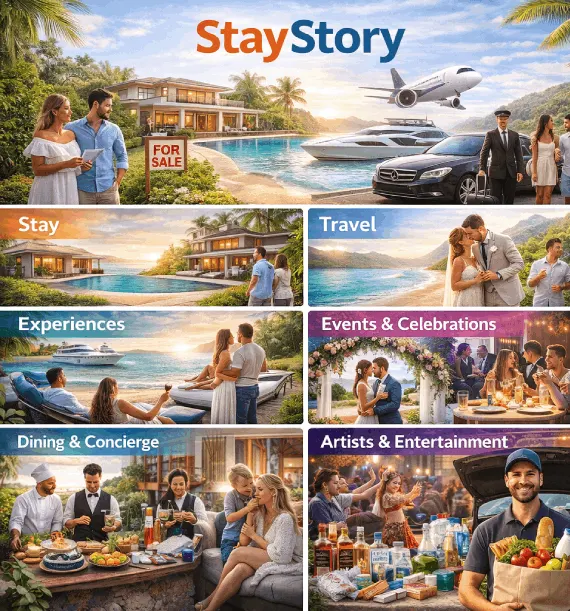 StayStory
FOR
SALE
Stay
Travel
Experiences
Events & Celebrations
Dining & Concierge
Artists & Entertainment